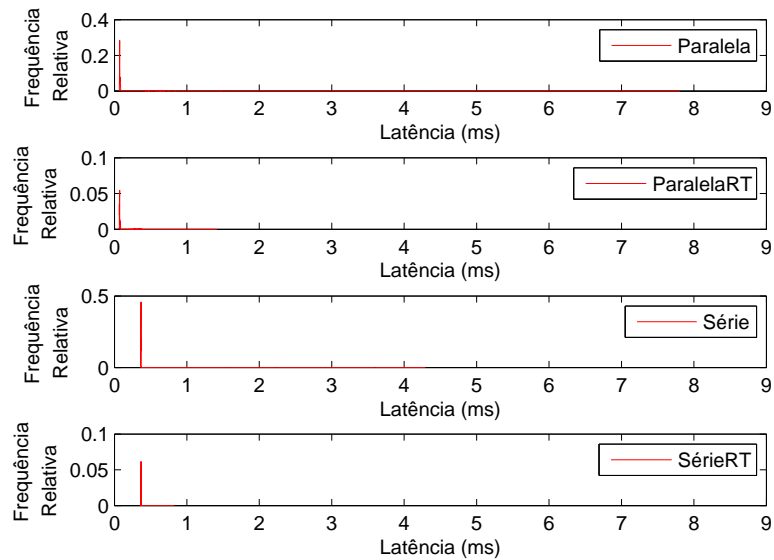 Frequência
Relativa
0.4
0.2
0
0 1 2 3 4 5 6 7 8 9
Latência (ms)
Paralela
Frequência
Relativa
0.1
0.05
0
0 1 2 3 4 5 6 7 8 9
Latência (ms)
ParalelaRT
Frequência
Relativa
0.5
0
0 1 2 3 4 5 6 7 8 9
Latência (ms)
Série
Frequência
Relativa
0.1
0.05
0
0 1 2 3 4 5 6 7 8 9
Latência (ms)
SérieRT